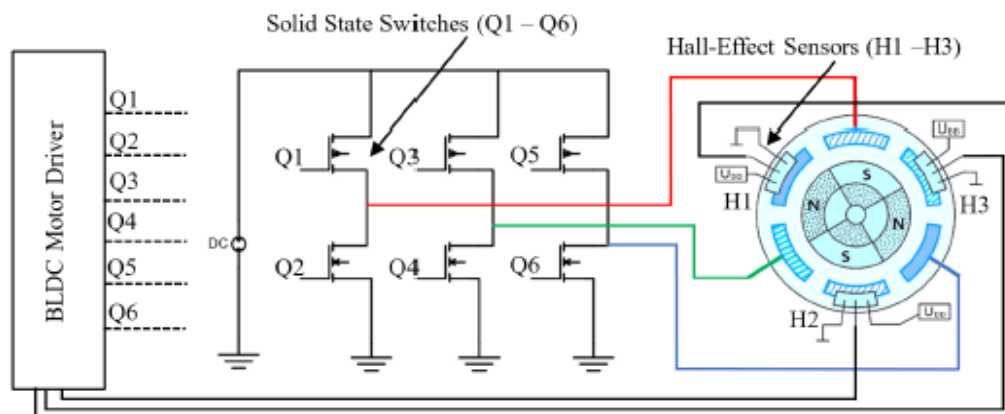 Solid State Switches (Q1 – Q6)
Hall-Effect Sensors (H1 –H3)
BLDC Motor Driver
Q1
Q2
Q3
Q4
Q5
Q6
DC
Q1
Q3
Q5
Q2
Q4
Q6
U_DD
H1
U_DD
H3
S
N
N
S
H2
U_DD